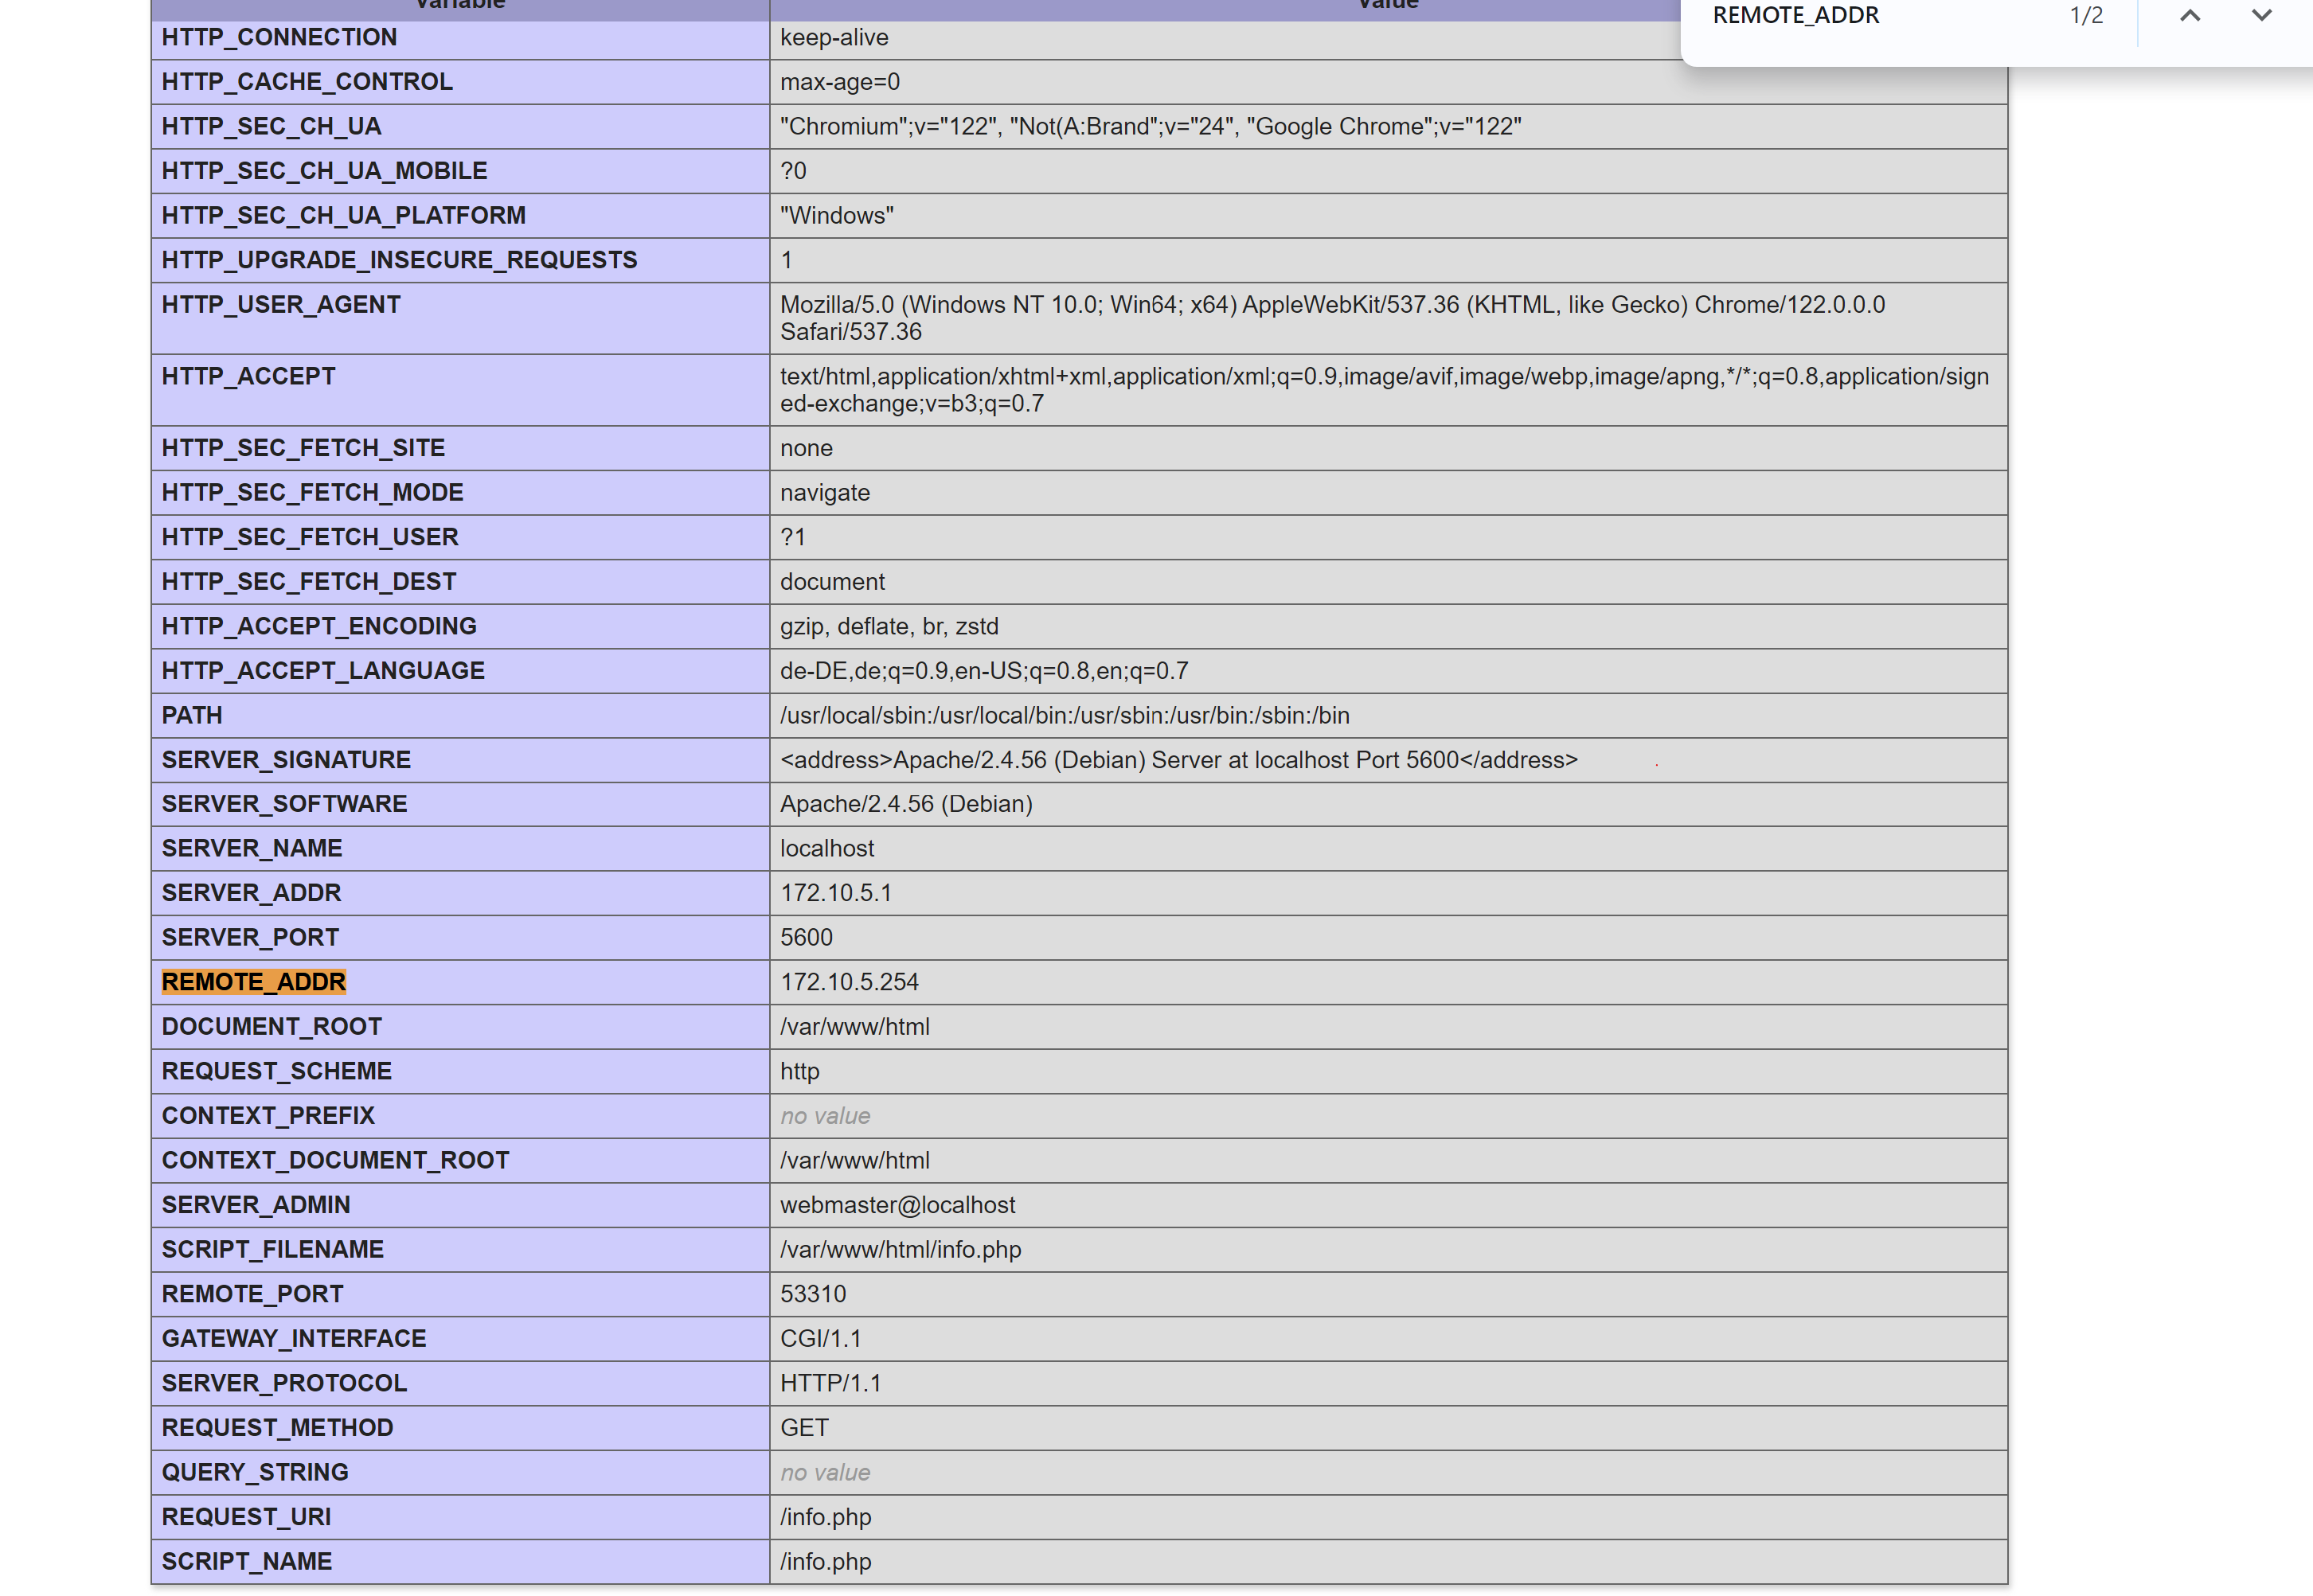 Variable Value
REMOTE_ADDR 1/2
HTTP_CONNECTION keep-alive
HTTP_CACHE_CONTROL max-age=0
HTTP_SEC_CH_UA "Chromium";v="122", "Not(A:Brand";v="24", "Google Chrome";v="122"
HTTP_SEC_CH_UA_MOBILE ?0
HTTP_SEC_CH_UA_PLATFORM "Windows"
HTTP_UPGRADE_INSECURE_REQUESTS 1
HTTP_USER_AGENT Mozilla/5.0 (Windows NT 10.0; Win64; x64) AppleWebKit/537.36 (KHTML, like Gecko) Chrome/122.0.0.0
Safari/537.36
HTTP_ACCEPT text/html,application/xhtml+xml,application/xml;q=0.9,image/avif,image/webp,image/apng,*/*;q=0.8,application/sign
ed-exchange;v=b3;q=0.7
HTTP_SEC_FETCH_SITE none
HTTP_SEC_FETCH_MODE navigate
HTTP_SEC_FETCH_USER ?1
HTTP_SEC_FETCH_DEST document
HTTP_ACCEPT_ENCODING gzip, deflate, br, zstd
HTTP_ACCEPT_LANGUAGE de-DE,de;q=0.9,en-US;q=0.8,en;q=0.7
PATH /usr/local/sbin:/usr/local/bin:/usr/sbin:/usr/bin:/sbin:/bin
SERVER_SIGNATURE <address>Apache/2.4.56 (Debian) Server at localhost Port 5600</address>
SERVER_SOFTWARE Apache/2.4.56 (Debian)
SERVER_NAME localhost
SERVER_ADDR 172.10.5.1
SERVER_PORT 5600
REMOTE_ADDR 172.10.5.254
DOCUMENT_ROOT /var/www/html
REQUEST_SCHEME http
CONTEXT_PREFIX no value
CONTEXT_DOCUMENT_ROOT /var/www/html
SERVER_ADMIN webmaster@localhost
SCRIPT_FILENAME /var/www/html/info.php
REMOTE_PORT 53310
GATEWAY_INTERFACE CGI/1.1
SERVER_PROTOCOL HTTP/1.1
REQUEST_METHOD GET
QUERY_STRING no value
REQUEST_URI /info.php
SCRIPT_NAME /info.php